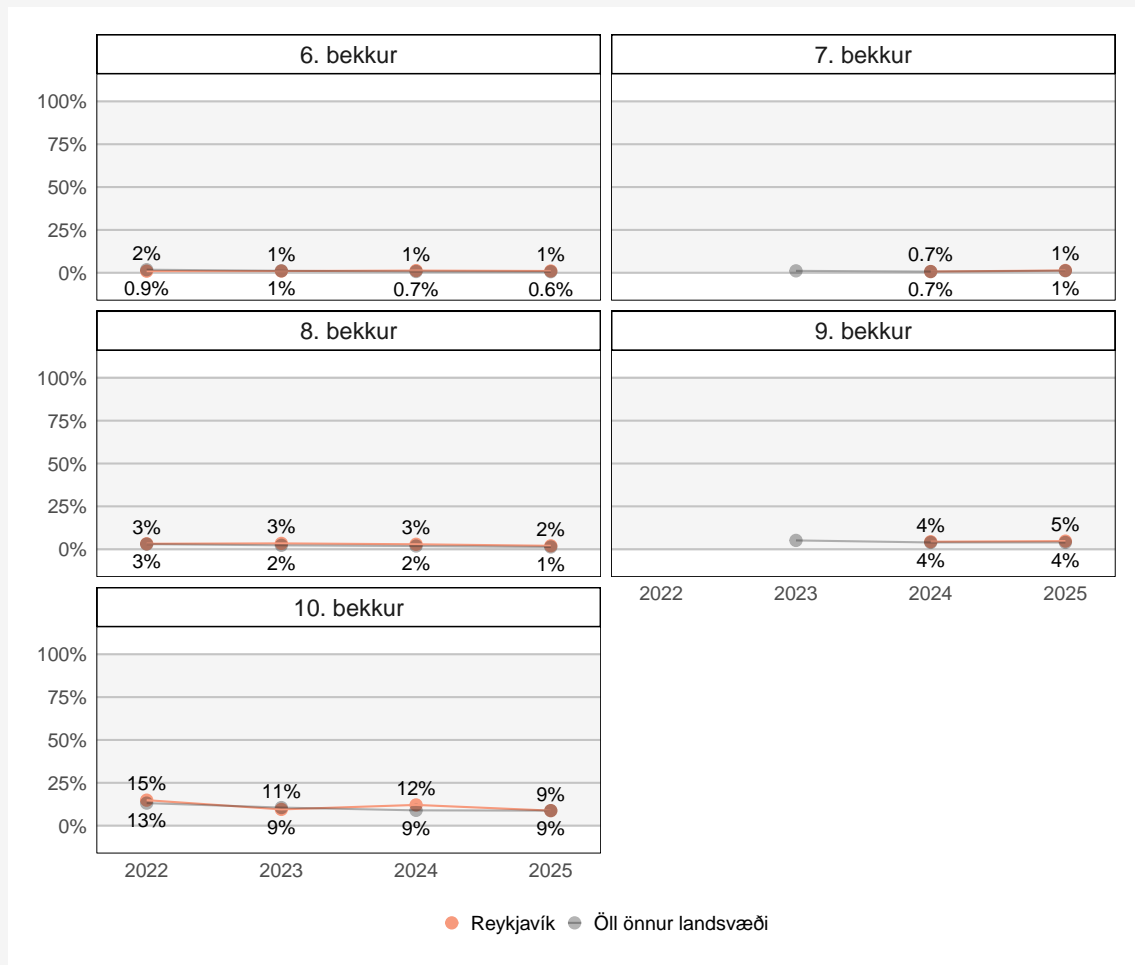 6. bekkur
7. bekkur
100%
75%
50%
25%
0%
2% 1% 1% 1%
0.9% 1% 0.7% 0.6%
0.7% 1%
0.7% 1%
8. bekkur
9. bekkur
100%
75%
50%
25%
0%
3% 3% 3% 2%
3% 2% 2% 1%
4% 5%
4% 4%
2022 2023 2024 2025
10. bekkur
100%
75%
50%
25%
0%
15% 11% 12% 9%
13% 9% 9% 9%
2022 2023 2024 2025
Reykjavík Öll önnur landsvæði